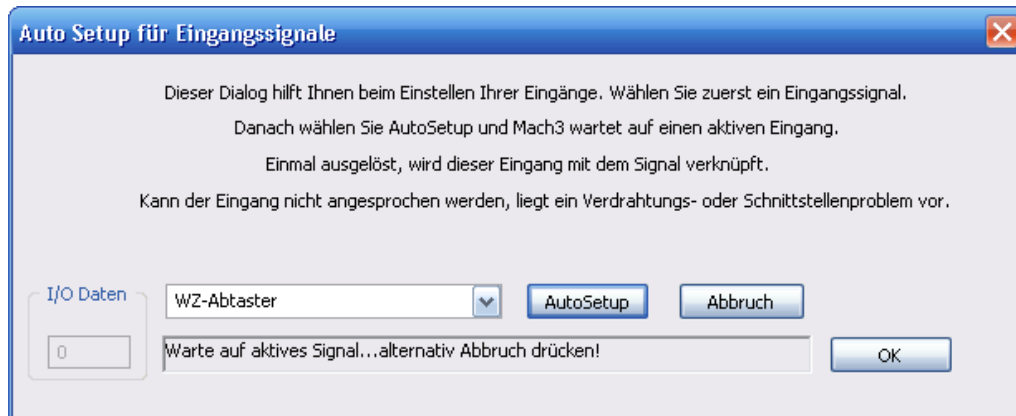 Auto Setup für Eingangssignale
Dieser Dialog hilft Ihnen beim Einstellen Ihrer Eingänge. Wählen Sie zuerst ein Eingangssignal.
Danach wählen Sie AutoSetup und Mach3 wartet auf einen aktiven Eingang.
Einmal ausgelöst, wird dieser Eingang mit dem Signal verknüpft.
Kann der Eingang nicht angesprochen werden, liegt ein Verdrahtungs- oder Schnittstellenproblem vor.
I/O Daten
WZ-Abtaster
AutoSetup
Abbruch
0
Warte auf aktives Signal...alternativ Abbruch drücken!
OK